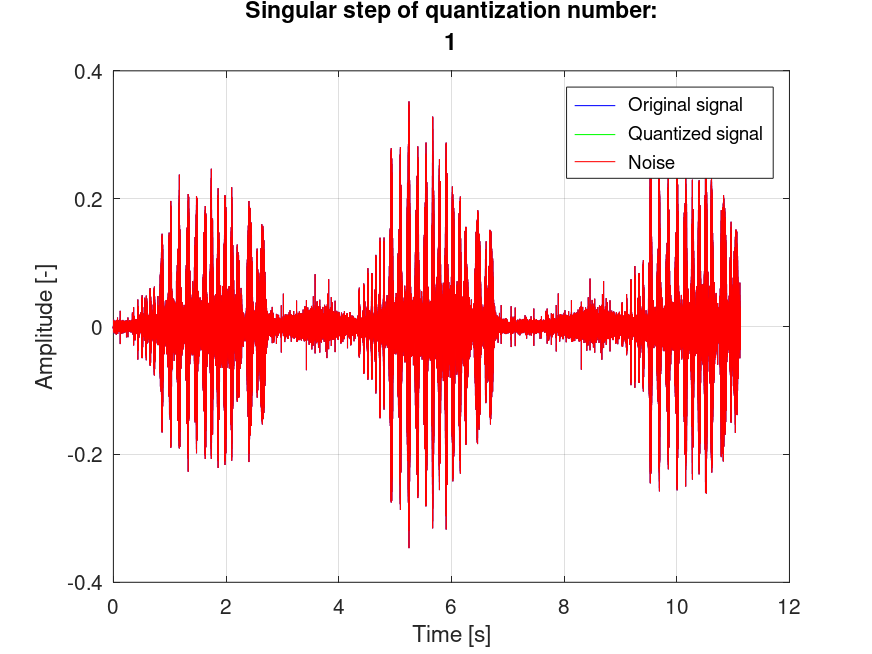 Singular step of quantization number:
1
0.4
0.2
0
-0.2
-0.4
Amplitude [-]
Original signal
Quantized signal
Noise
0 2 4 6 8 10 12
Time [s]